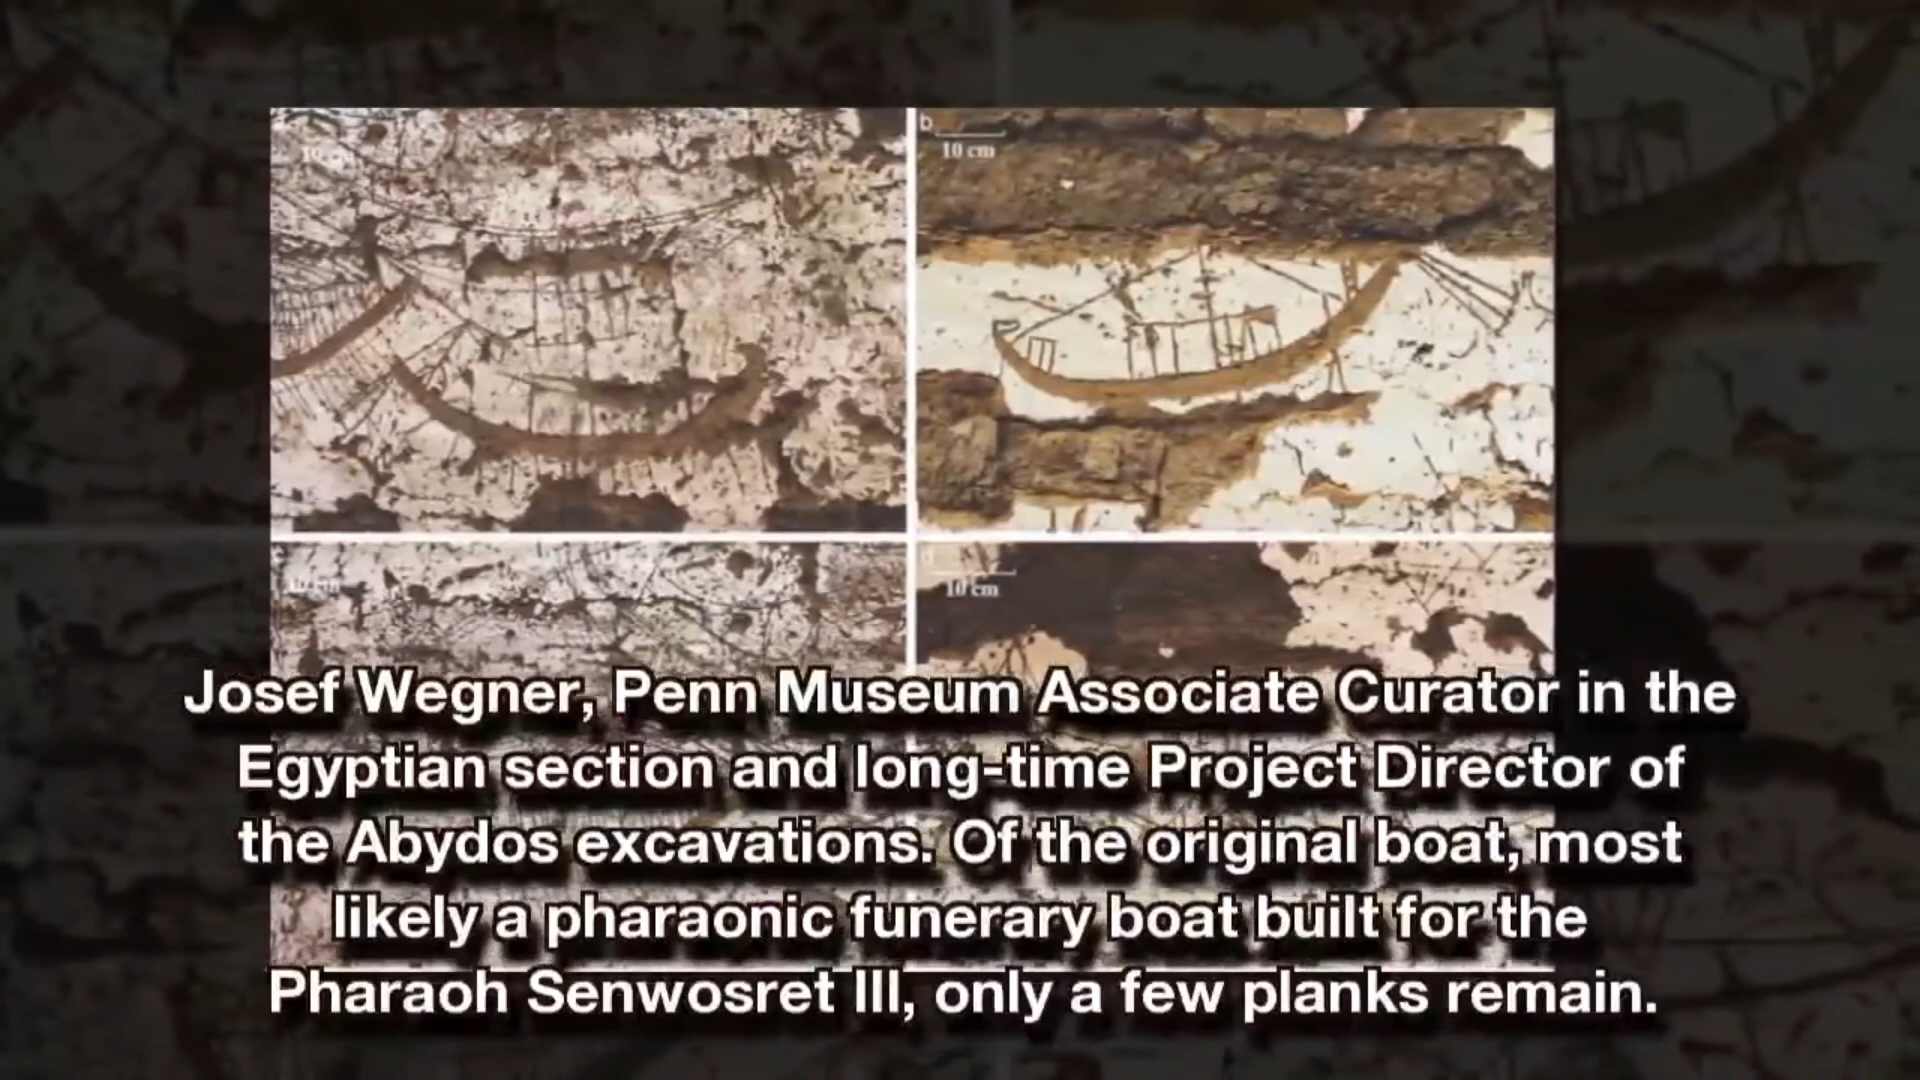 b
10 cm
10 cm
10 cm
Josef Wegner, Penn Museum Associate Curator in the
Egyptian section and long-time Project Director of
the Abydos excavations. Of the original boat, most
likely a pharaonic funerary boat built for the
Pharaoh Senwosret III, only a few planks remain.